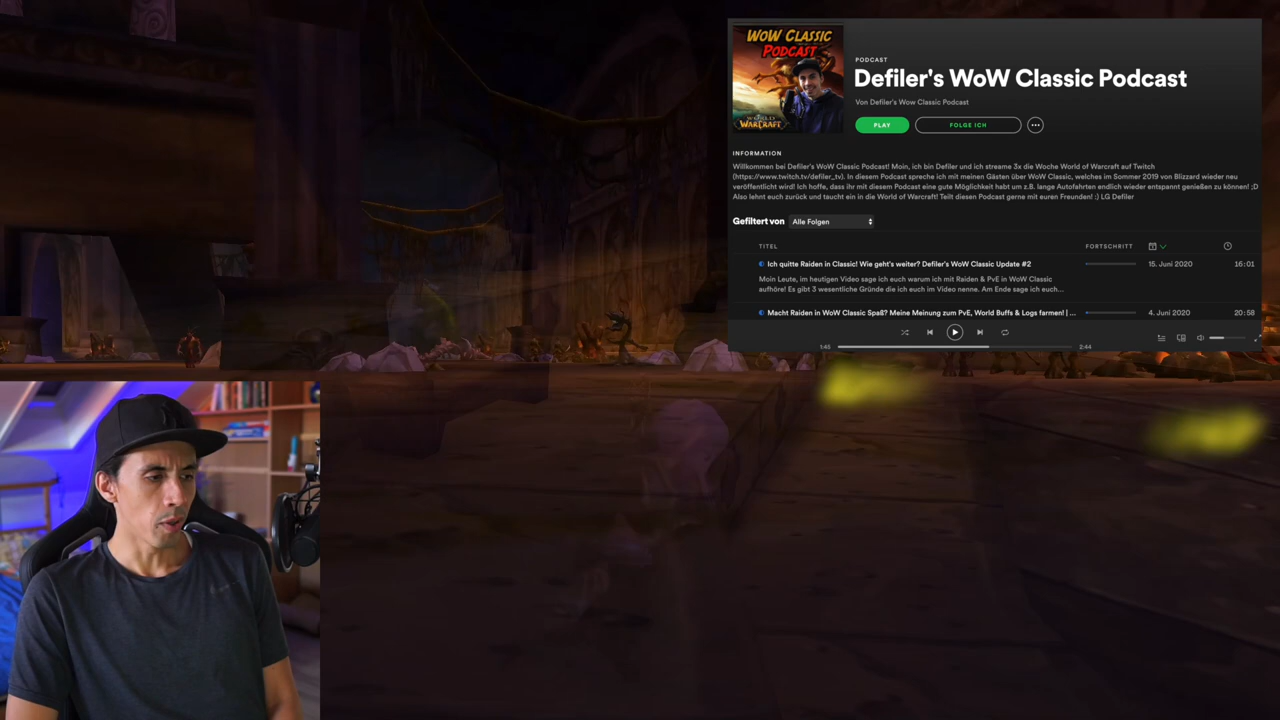 WOW CLASSIC
PODCAST
WORLD
WARCRAFT
PODCAST
Defiler's WoW Classic Podcast
Von Defiler's Wow Classic Podcast
PLAY
FOLGE ICH
INFORMATION
Willkommen bei Defiler's WoW Classic Podcast! Moin, ich bin Defiler und ich streame 3x die Woche World of Warcraft auf Twitch
(https://www.twitch.tv/defiler_tv). In diesem Podcast spreche ich mit meinen Gästen über WoW Classic, welches im Sommer 2019 von Blizzard wieder neu
veröffentlicht wird! Ich hoffe, dass ihr mit diesem Podcast eine gute Möglichkeit habt um z.B. lange Autofahrten endlich wieder entspannt genießen zu können! ;D
Also lehnt euch zurück und taucht ein in die World of Warcraft! Teilt diesen Podcast gerne mit euren Freunden! :) LG Defiler
Gefiltert von Alle Folgen
TITEL FORTSCHRITT
Ich quitte Raiden in Classic! Wie geht's weiter? Defiler's WoW Classic Update #2 15. Juni 2020 16:01
Moin Leute, im heutigen Video sage ich euch warum ich mit Raiden & PvE in WoW Classic
aufhöre! Es gibt 3 wesentliche Gründe die ich euch im Video nenne. Am Ende sage ich euch...
Macht Raiden in WoW Classic Spaß? Meine Meinung zum PvE, World Buffs & Logs farmen! | ... 4. Juni 2020 20:58
1:45 2:44